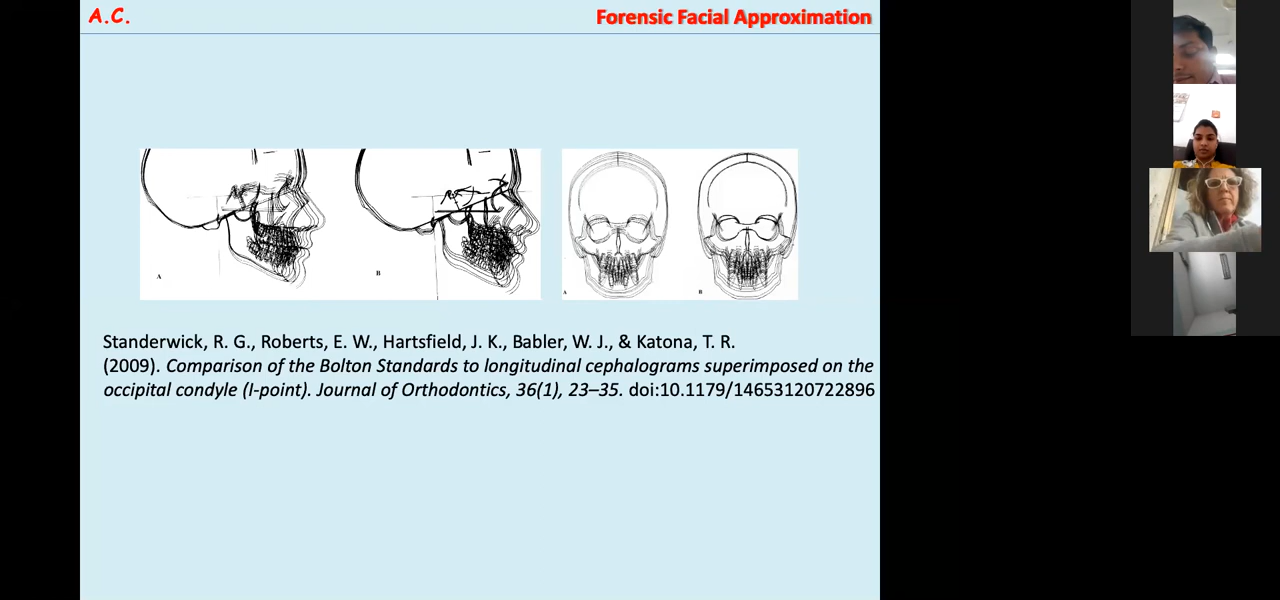 A.C.
Forensic Facial Approximation
A
B
A
B
Standerwick, R. G., Roberts, E. W., Hartsfield, J. K., Babler, W. J., & Katona, T. R.
(2009). Comparison of the Bolton Standards to longitudinal cephalograms superimposed on the
occipital condyle (I-point). Journal of Orthodontics, 36(1), 23–35. doi:10.1179/14653120722896